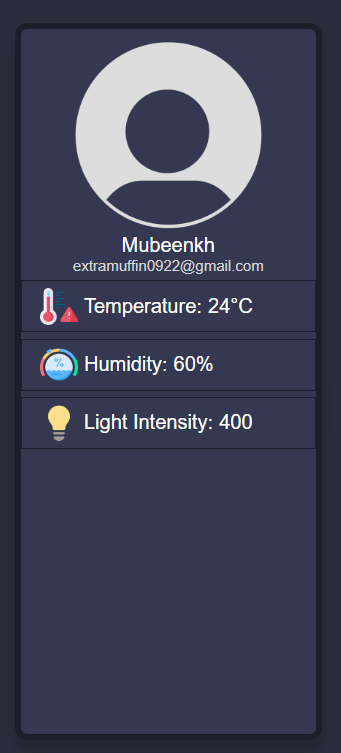 Mubeenkh
extramuffin0922@gmail.com
Temperature: 24°C
%
Humidity: 60%
Light Intensity: 400